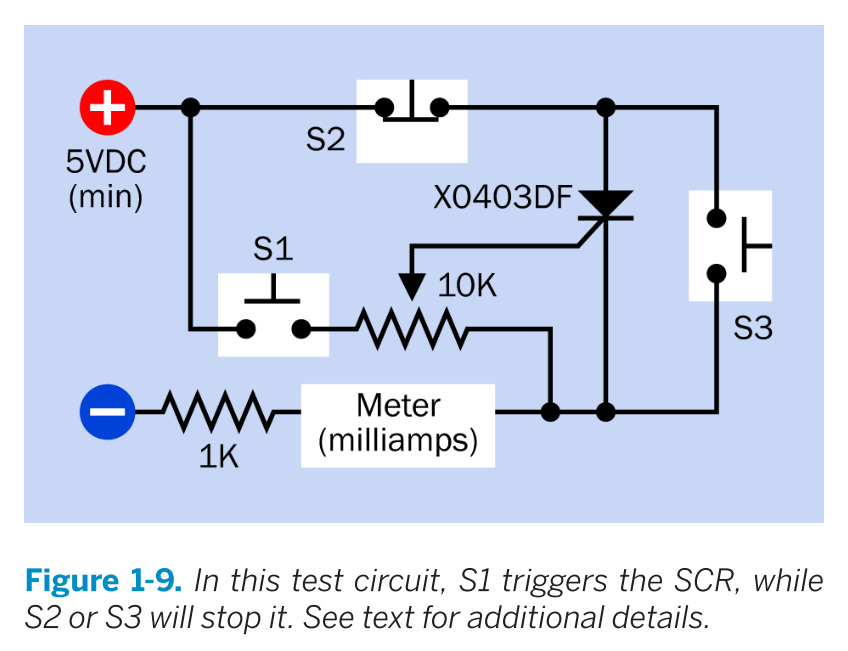 S2
5VDC
(min)
X0403DF
S1
10K
S3
Meter
(milliamps)
1K
Figure 1-9. In this test circuit, S1 triggers the SCR, while
S2 or S3 will stop it. See text for additional details.